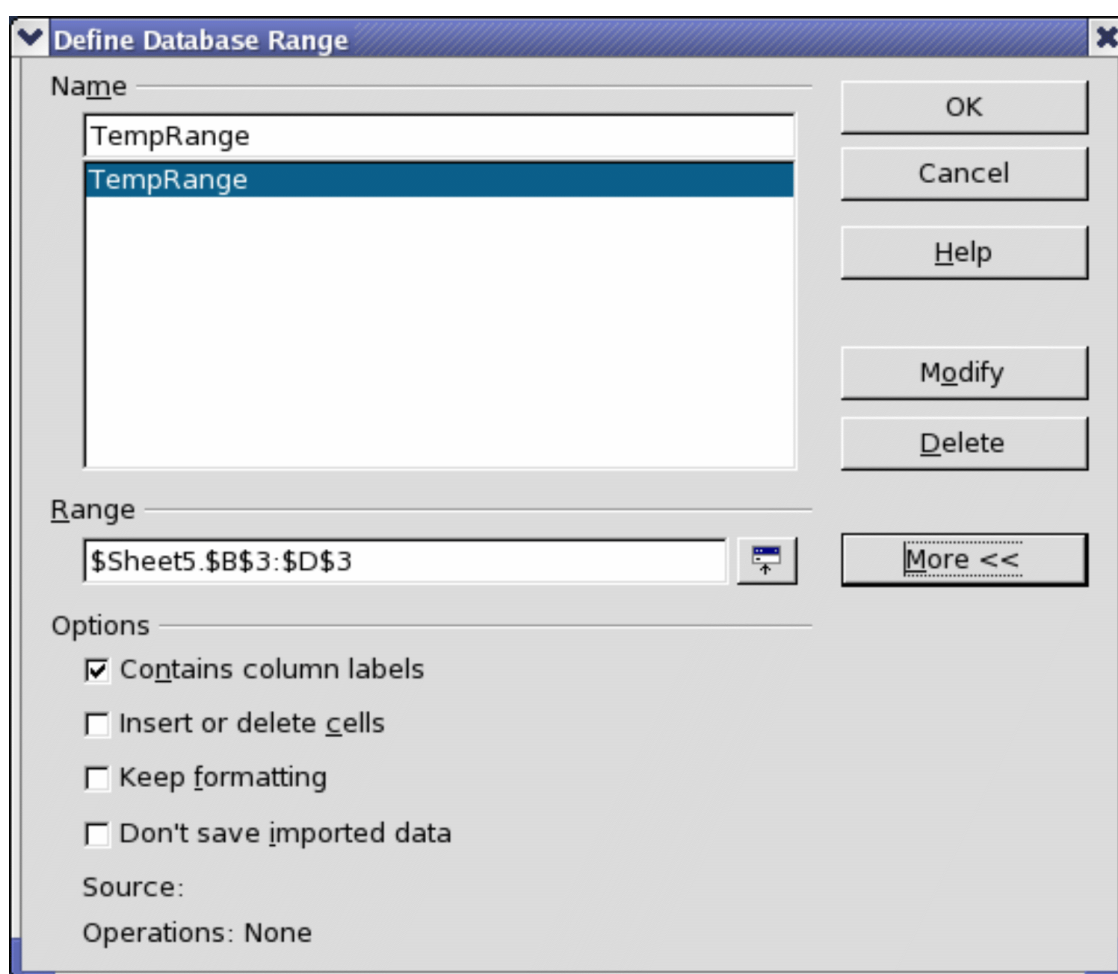 Define Database Range
Name
OK
TempRange
Cancel
TempRange
Help
Modify
Delete
Range
$Sheet5.$B$3:$D$3
More <<
Options
Contains column labels
Insert or delete cells
Keep formatting
Don't save imported data
Source:
Operations: None